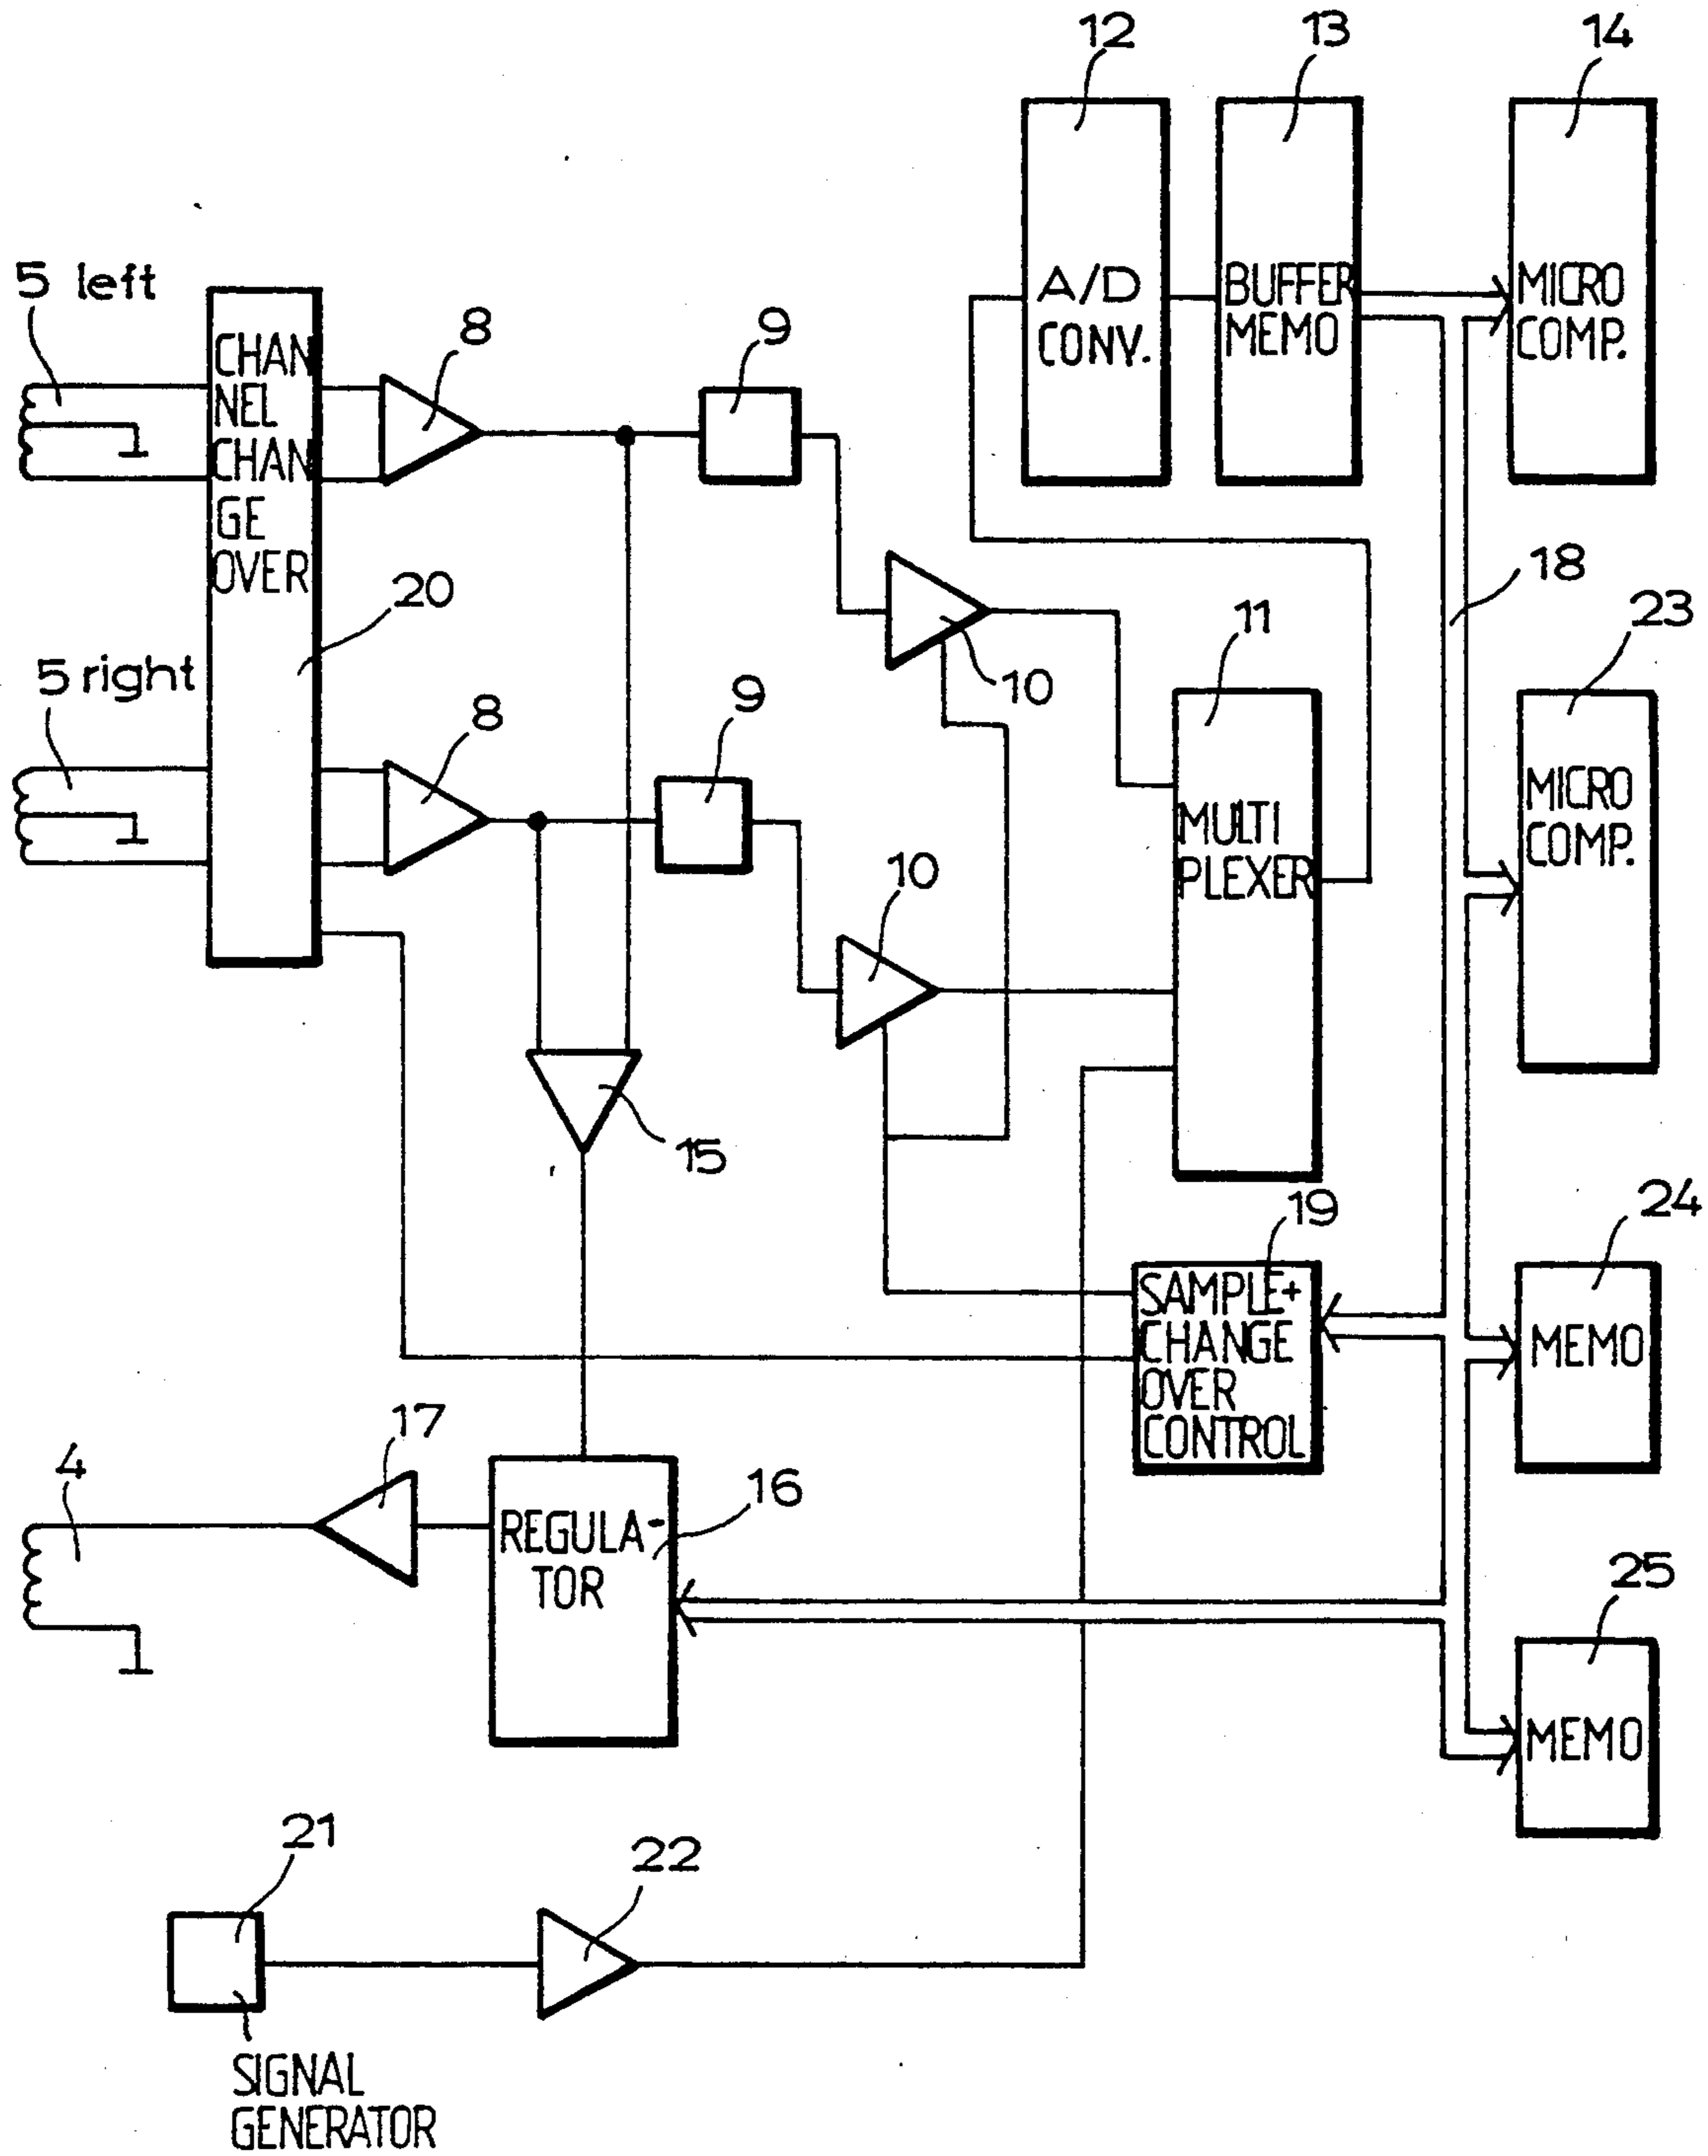 12
13
14
5 left
8
9
CHAN
NEL
CHAN
GE
OVER
A/D
CONV.
BUFFER
MEMO
MICRO
COMP.
20
18
5 right
8
9
10
11
23
MULTI
PLEXER
MICRO
COMP.
10
15
19
24
SAMPLE+
CHANGE
OVER
CONTROL
MEMO
4
17
16
REGULA-
TOR
25
MEMO
21
22
SIGNAL
GENERATOR